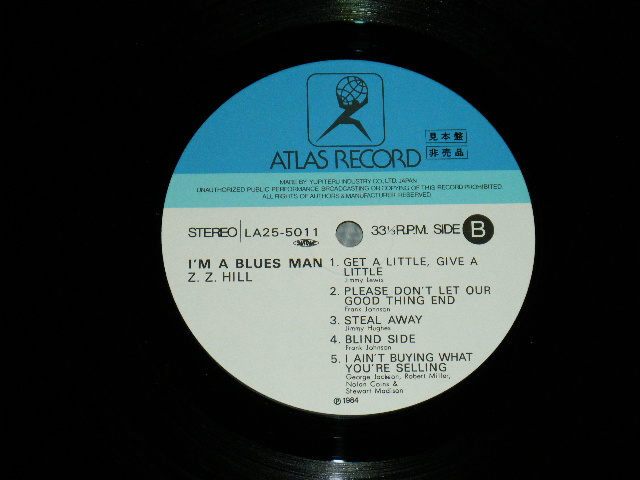 ATLAS RECORD
見本盤
非売品
MADE BY YUPITERU INDUSTRY CO., LTD. JAPAN
UNAUTHORIZED PUBLIC PERFORMANCE, BROADCASTING OR COPYING OF THIS RECORD PROHIBITED.
ALL RIGHTS OF AUTHORS & MANUFACTURER RESERVED
STEREO LA25-5011
33⅓ R.P.M. SIDE B
I'M A BLUES MAN
Z. Z. HILL
1. GET A LITTLE, GIVE A
LITTLE
Jimmy Lewis
2. PLEASE DON'T LET OUR
GOOD THING END
Frank Johnson
3. STEAL AWAY
Jimmy Hughes
4. BLIND SIDE
Frank Johnson
5. I AIN'T BUYING WHAT
YOU'RE SELLING
George Jackson, Robert Miller,
Nolan Coins &
Stewart Madison
Ⓟ1984